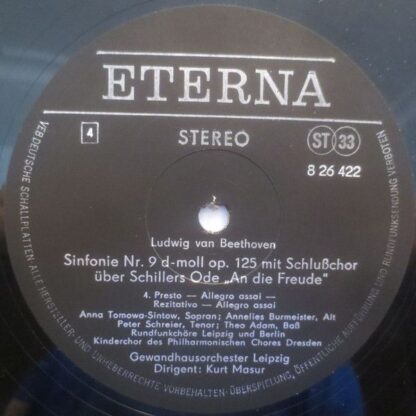 ETERNA
4
STEREO
ST 33
8 26 422
Ludwig van Beethoven
Sinfonie Nr. 9 d-moll op. 125 mit Schlußchor
über Schillers Ode „An die Freude“
4. Presto — Allegro assai —
Rezitativo — Allegro assai
Anna Tomowa-Sintow, Sopran; Annelies Burmeister, Alt
Peter Schreier, Tenor; Theo Adam, Baß
Rundfunkchöre Leipzig und Berlin
Kinderchor des Philharmonischen Chores Dresden
Gewandhausorchester Leipzig
Dirigent: Kurt Masur
VEB DEUTSCHE SCHALLPLATTEN ALLE HERSTELLER- UND URHEBERRECHTE VORBEHALTEN · ÜBERSPIELUNG, ÖFFENTLICHE AUFFÜHRUNG UND RUNDFUNKSENDUNG VERBOTEN